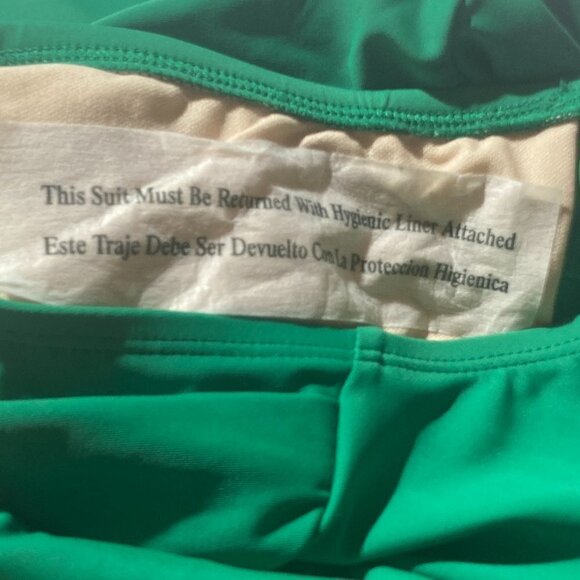 This Suit Must Be Returned With Hygienic Liner Attached
Este Traje Debe Ser Devuelto Con La Proteccion Higienica